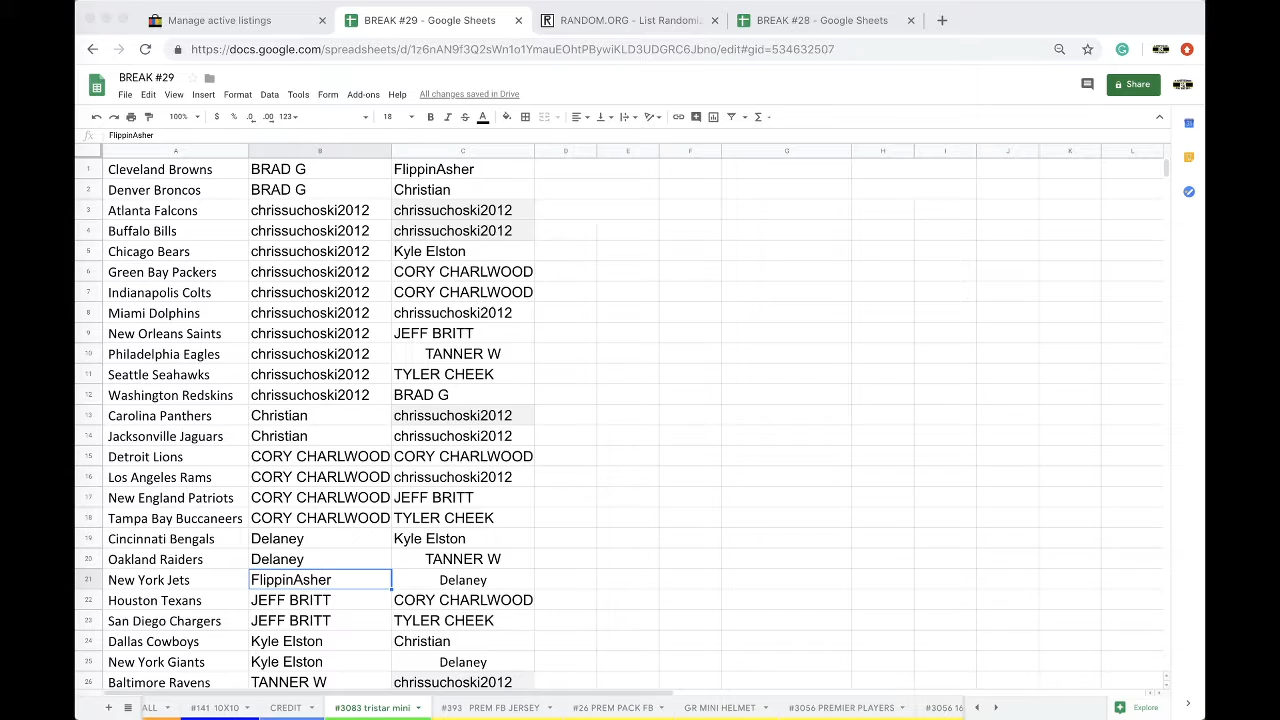 Manage active listings × BREAK #29 - Google Sheets × RANDOM.ORG - List Randomi × BREAK #28 - Google Sheets ×
https://docs.google.com/spreadsheets/d/1z6nAN9f3Q2sWn1o1YmauEOhtPBywiKLD3UDGRC6Jbno/edit#gid=534632507
BREAK #29
File Edit View Insert Format Data Tools Form Add-ons Help All changes saved in Drive Share
100% $ % .0 .00 123 18 B I S A
fx FlippinAsher
A B C D E F G H I J K L
1 Cleveland Browns BRAD G FlippinAsher
2 Denver Broncos BRAD G Christian
3 Atlanta Falcons chrissuchoski2012 chrissuchoski2012
4 Buffalo Bills chrissuchoski2012 chrissuchoski2012
5 Chicago Bears chrissuchoski2012 Kyle Elston
6 Green Bay Packers chrissuchoski2012 CORY CHARLWOOD
7 Indianapolis Colts chrissuchoski2012 CORY CHARLWOOD
8 Miami Dolphins chrissuchoski2012 chrissuchoski2012
9 New Orleans Saints chrissuchoski2012 JEFF BRITT
10 Philadelphia Eagles chrissuchoski2012 TANNER W
11 Seattle Seahawks chrissuchoski2012 TYLER CHEEK
12 Washington Redskins chrissuchoski2012 BRAD G
13 Carolina Panthers Christian chrissuchoski2012
14 Jacksonville Jaguars Christian chrissuchoski2012
15 Detroit Lions CORY CHARLWOOD CORY CHARLWOOD
16 Los Angeles Rams CORY CHARLWOOD chrissuchoski2012
17 New England Patriots CORY CHARLWOOD JEFF BRITT
18 Tampa Bay Buccaneers CORY CHARLWOOD TYLER CHEEK
19 Cincinnati Bengals Delaney Kyle Elston
20 Oakland Raiders Delaney TANNER W
21 New York Jets FlippinAsher Delaney
22 Houston Texans JEFF BRITT CORY CHARLWOOD
23 San Diego Chargers JEFF BRITT TYLER CHEEK
24 Dallas Cowboys Kyle Elston Christian
25 New York Giants Kyle Elston Delaney
26 Baltimore Ravens TANNER W chrissuchoski2012
ALL #141 10X10 CREDIT #3083 tristar mini #397 PREM FB JERSEY #26 PREM PACK FB GR MINI HELMET #3056 PREMIER PLAYERS #3056 16 Explore